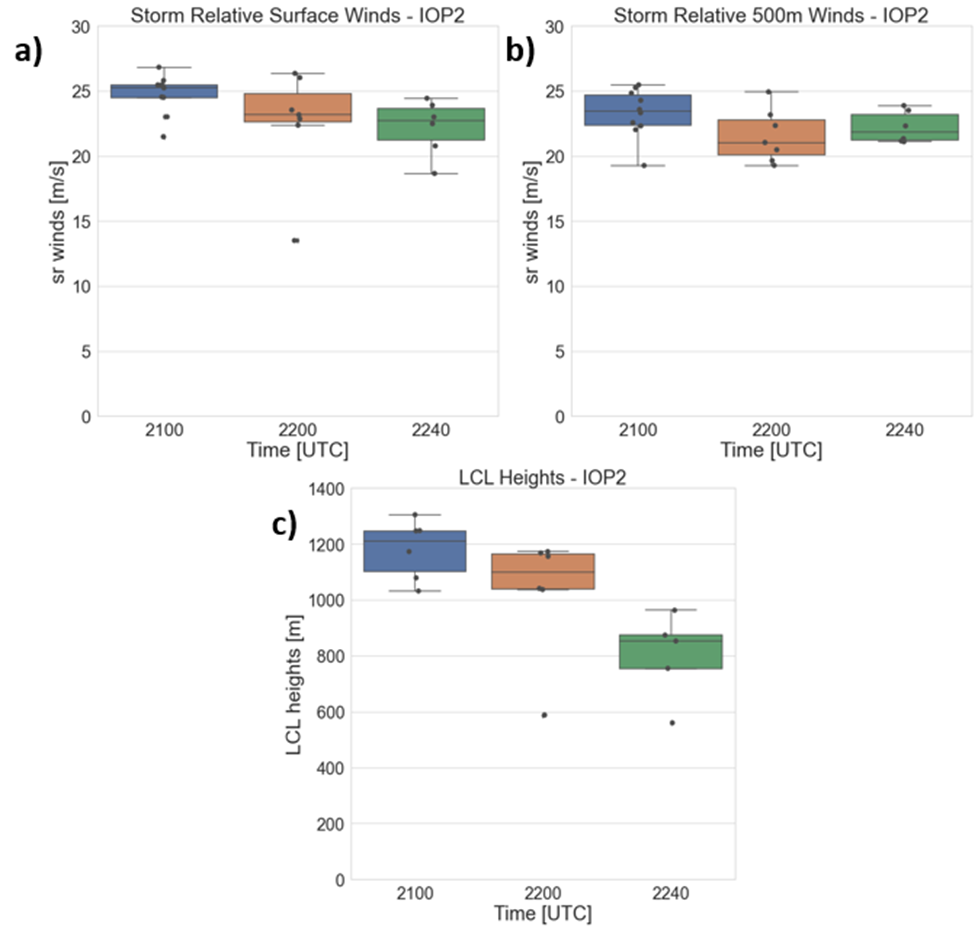 Storm Relative Surface Winds - IOP2
a)
sr winds [m/s]
30
25
20
15
10
5
0
2100 2200 2240
Time [UTC]
Storm Relative 500m Winds - IOP2
b)
sr winds [m/s]
30
25
20
15
10
5
0
2100 2200 2240
Time [UTC]
LCL Heights - IOP2
c)
LCL heights [m]
1400
1200
1000
800
600
400
200
0
2100 2200 2240
Time [UTC]